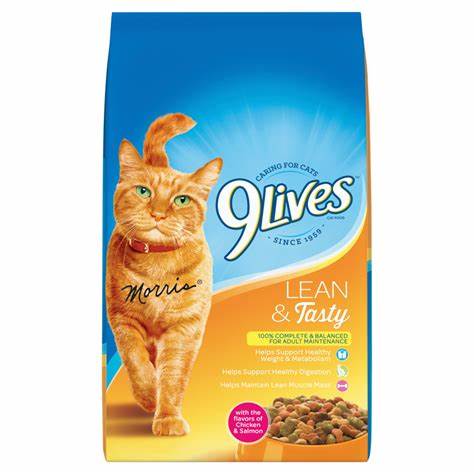 CARING FOR CATS
9Lives
CAT FOOD
SINCE 1959
Morris
LEAN
& Tasty
100% COMPLETE & BALANCED
FOR ADULT MAINTENANCE
Helps Support Healthy
Weight & Metabolism
Helps Support Healthy Digestion
Helps Maintain Lean Muscle Mass
with the
flavors of
Chicken
& Salmon